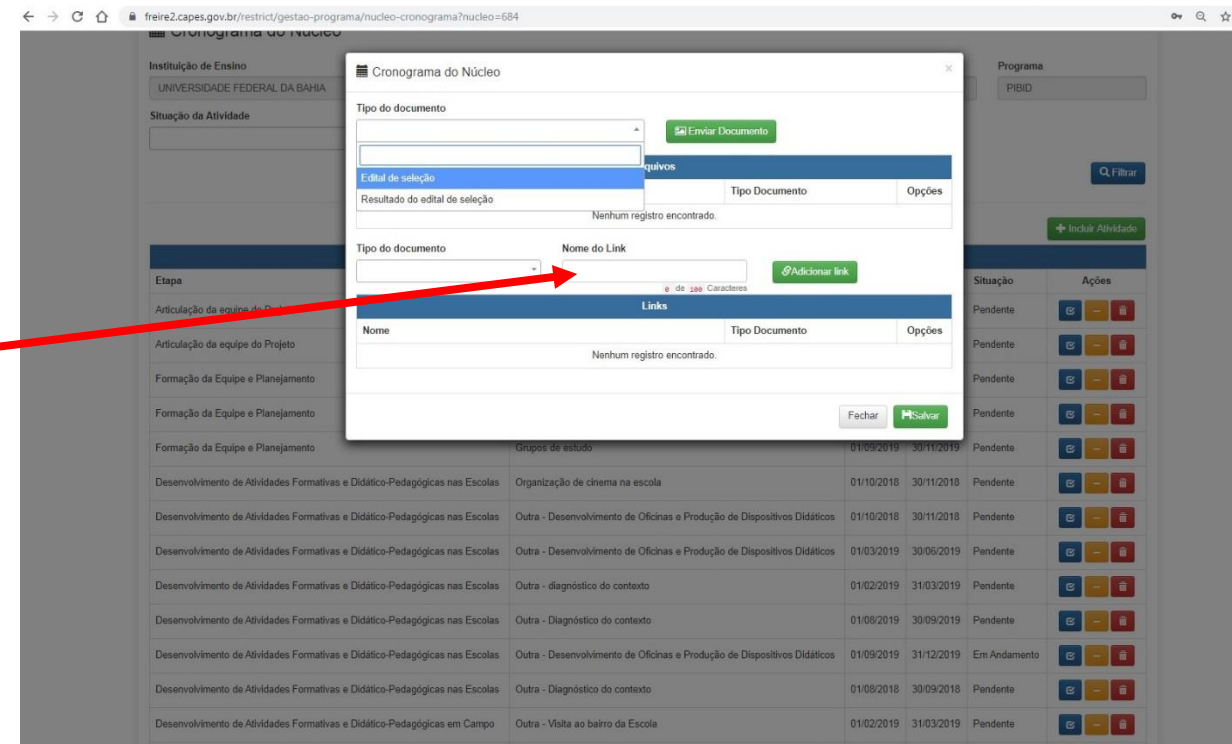 freire2.capes.gov.br/restrict/gestao-programa/nucleo-cronograma?nucleo=684
Cronograma do Núcleo
Instituição de Ensino
Programa
UNIVERSIDADE FEDERAL DA BAHIA
PIBID
Situação da Atividade
Filtrar
Incluir Atividade
Cronograma do Núcleo
×
Tipo do documento
Enviar Documento
quivos
Edital de seleção
Resultado do edital de seleção
Tipo Documento Opções
Nenhum registro encontrado.
Tipo do documento Nome do Link
Adicionar link
0 de 100 Caracteres
Links
Nome Tipo Documento Opções
Nenhum registro encontrado.
Fechar Salvar
Etapa Situação Ações
Articulação da equipe do Projeto Pendente
Articulação da equipe do Projeto Pendente
Formação da Equipe e Planejamento Pendente
Formação da Equipe e Planejamento Pendente
Formação da Equipe e Planejamento Grupos de estudo 01/09/2019 30/11/2019 Pendente
Desenvolvimento de Atividades Formativas e Didático-Pedagógicas nas Escolas Organização de cinema na escola 01/10/2018 30/11/2018 Pendente
Desenvolvimento de Atividades Formativas e Didático-Pedagógicas nas Escolas Outra - Desenvolvimento de Oficinas e Produção de Dispositivos Didáticos 01/10/2018 30/11/2018 Pendente
Desenvolvimento de Atividades Formativas e Didático-Pedagógicas nas Escolas Outra - Desenvolvimento de Oficinas e Produção de Dispositivos Didáticos 01/03/2019 30/06/2019 Pendente
Desenvolvimento de Atividades Formativas e Didático-Pedagógicas nas Escolas Outra - diagnóstico do contexto 01/02/2019 31/03/2019 Pendente
Desenvolvimento de Atividades Formativas e Didático-Pedagógicas nas Escolas Outra - Diagnóstico do contexto 01/08/2019 30/09/2019 Pendente
Desenvolvimento de Atividades Formativas e Didático-Pedagógicas nas Escolas Outra - Desenvolvimento de Oficinas e Produção de Dispositivos Didáticos 01/09/2019 31/12/2019 Em Andamento
Desenvolvimento de Atividades Formativas e Didático-Pedagógicas nas Escolas Outra - Diagnóstico do contexto 01/08/2018 30/09/2018 Pendente
Desenvolvimento de Atividades Formativas e Didático-Pedagógicas em Campo Outra - Visita ao bairro da Escola 01/02/2019 31/03/2019 Pendente